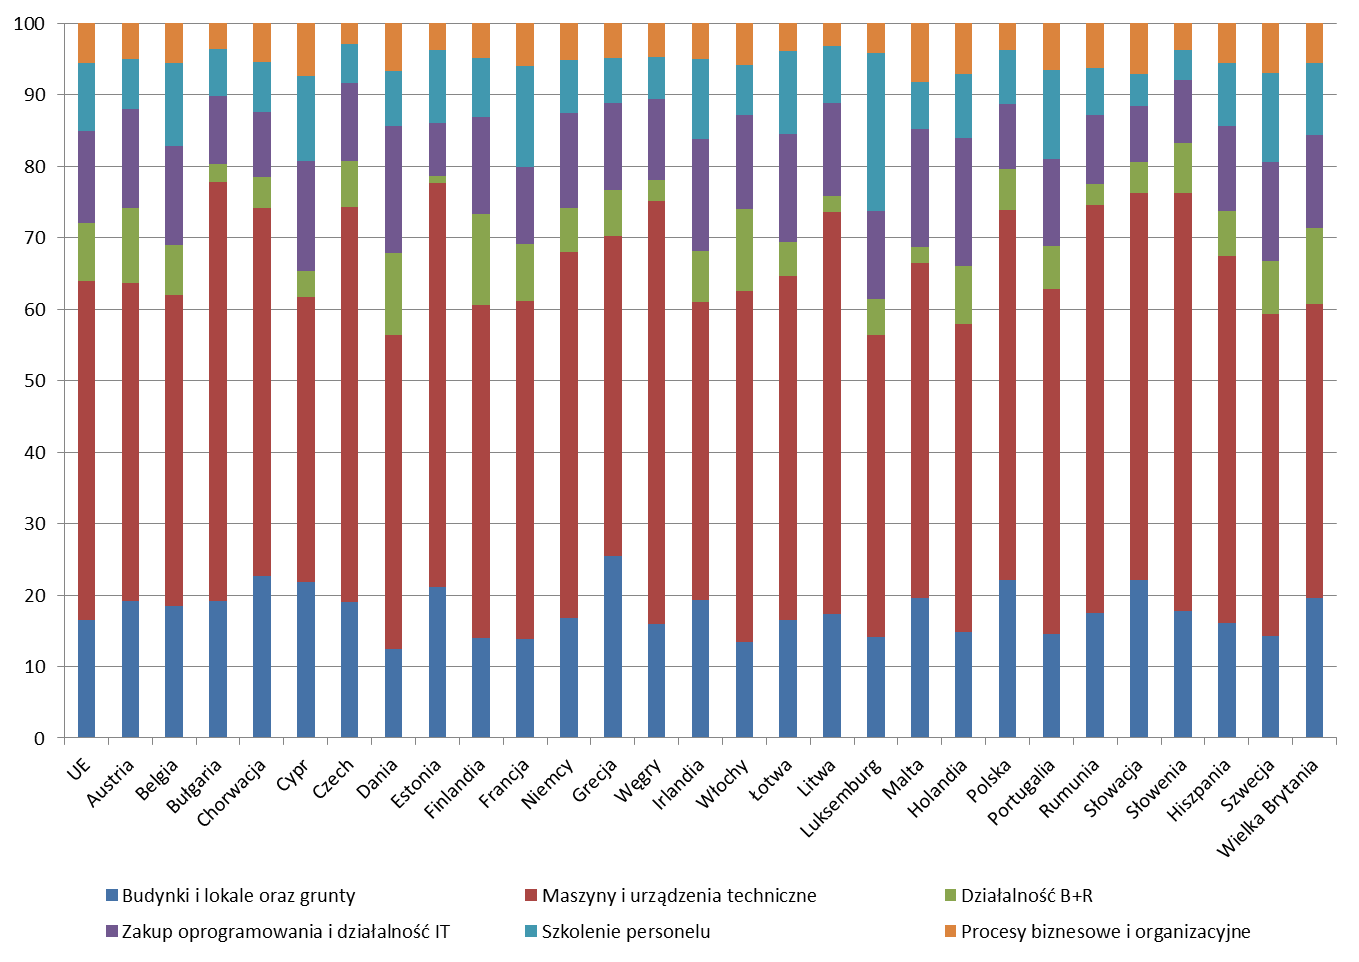 100
90
80
70
60
50
40
30
20
10
0
UE
Austria
Belgia
Bułgaria
Chorwacja
Cypr
Czech
Dania
Estonia
Finlandia
Francja
Niemcy
Grecja
Węgry
Irlandia
Włochy
Łotwa
Litwa
Luksemburg
Malta
Holandia
Polska
Portugalia
Rumunia
Słowacja
Słowenia
Hiszpania
Szwecja
Wielka Brytania
Budynki i lokale oraz grunty
Maszyny i urządzenia techniczne
Działalność B+R
Zakup oprogramowania i działalność IT
Szkolenie personelu
Procesy biznesowe i organizacyjne